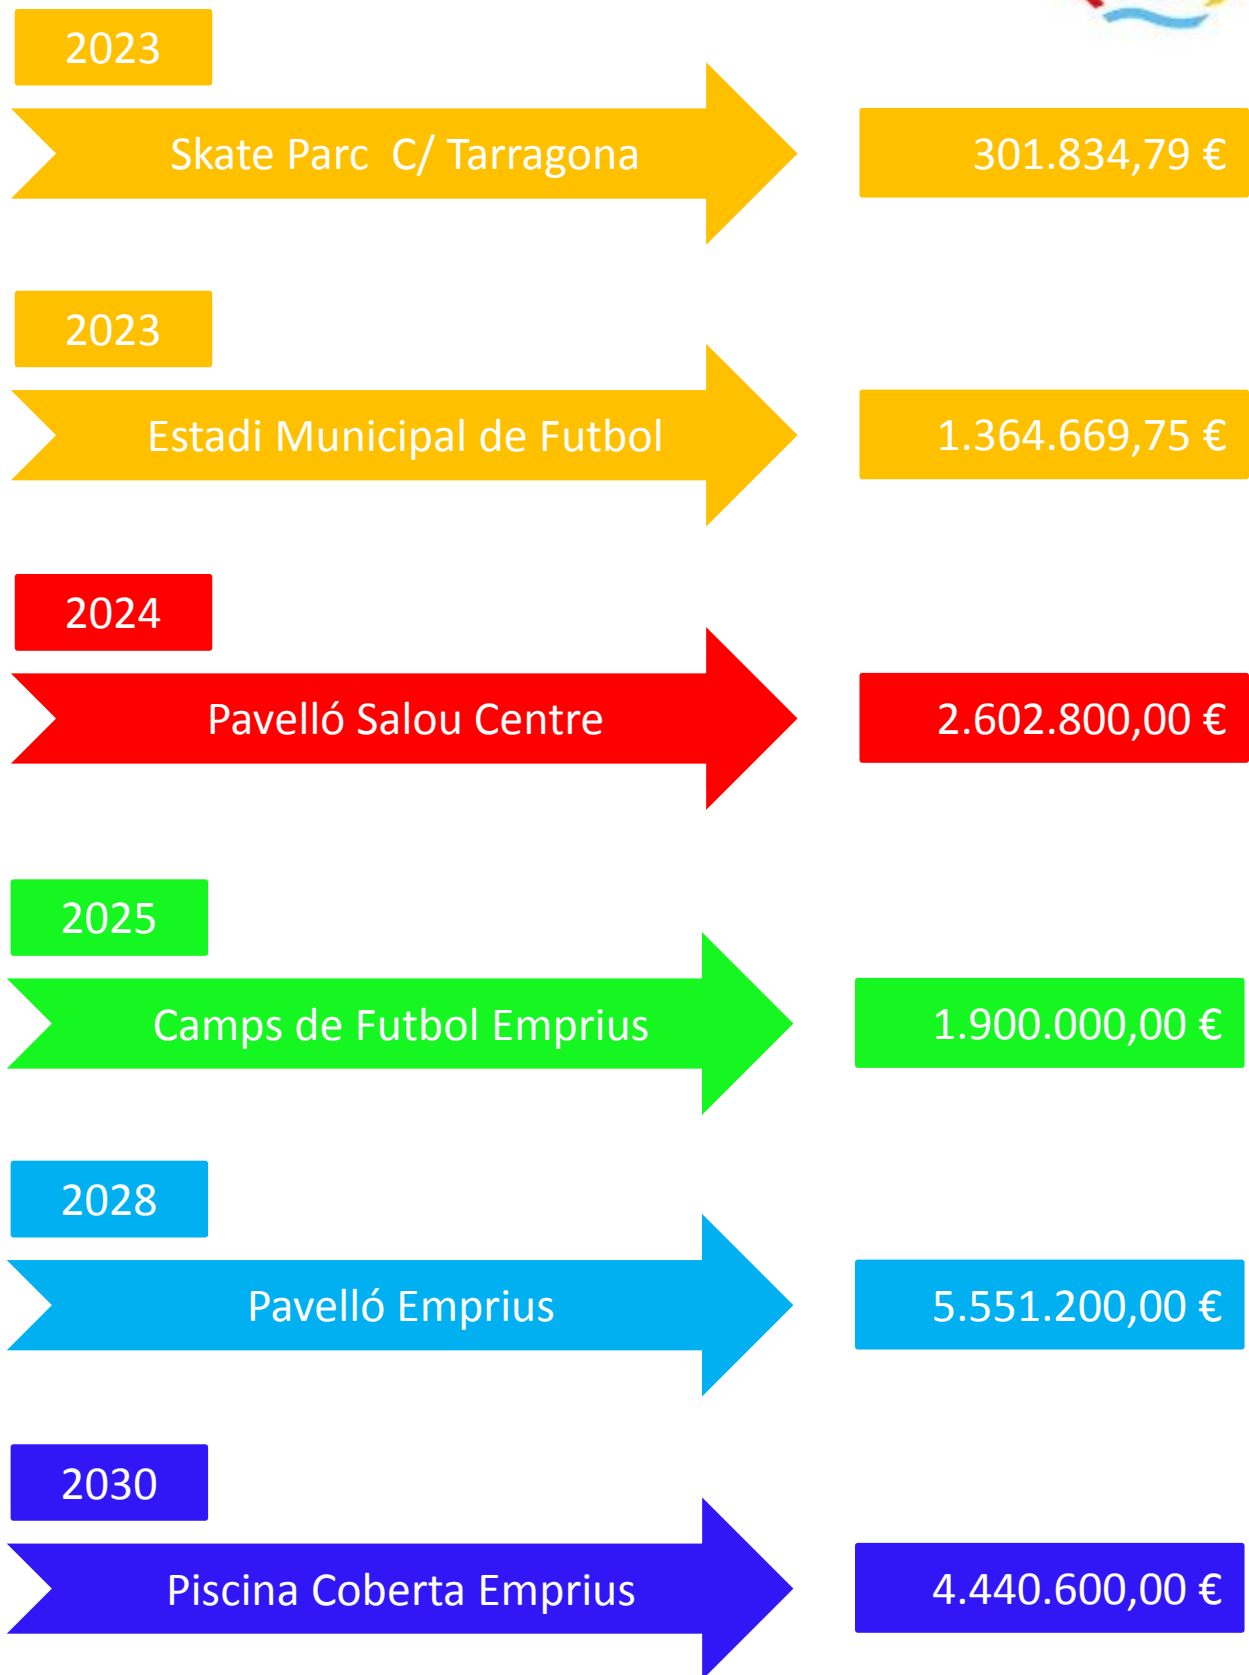 2023
Skate Parc  C/ Tarragona
301.834,79 €
2023
Estadi Municipal de Futbol
1.364.669,75 €
2024
Pavelló Salou Centre
2.602.800,00 €
2025
Camps de Futbol Emprius
1.900.000,00 €
2028
Pavelló Emprius
5.551.200,00 €
2030
Piscina Coberta Emprius
4.440.600,00 €